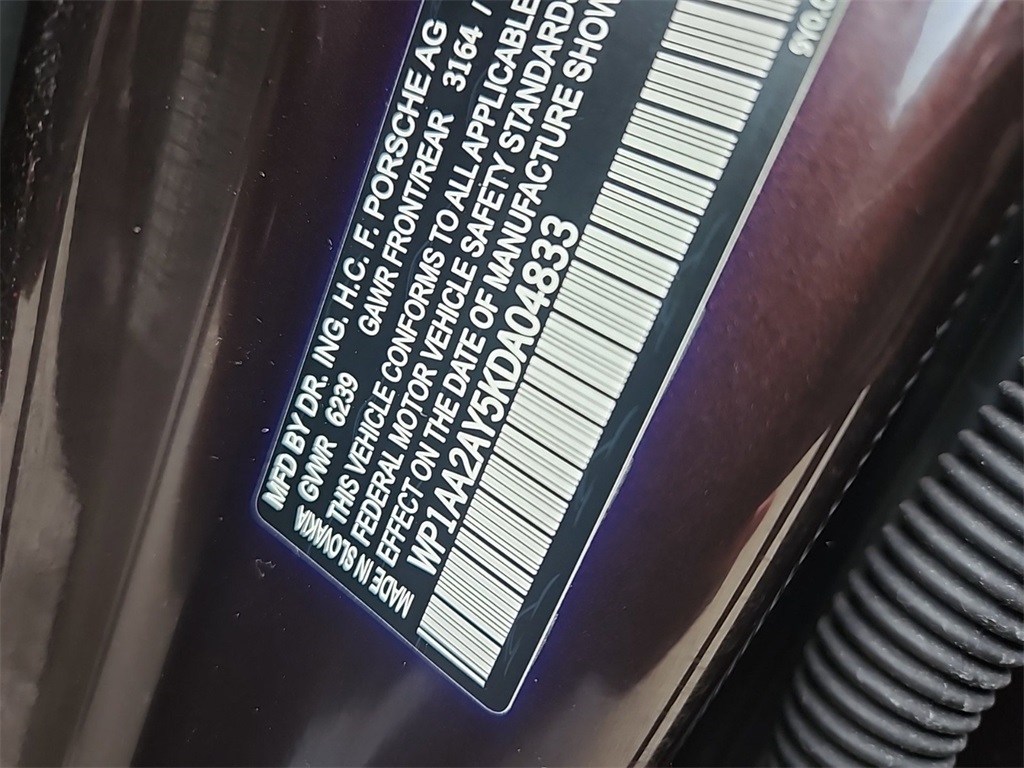 MFD BY DR. ING. H.C. F. PORSCHE AG
GVWR 6239 GAWR FRONT/REAR 3164 /
MADE IN SLOVAKIA
THIS VEHICLE CONFORMS TO ALL APPLICABLE
FEDERAL MOTOR VEHICLE SAFETY STANDARDS
EFFECT ON THE DATE OF MANUFACTURE SHOW
WP1AA2AY5KDA04833